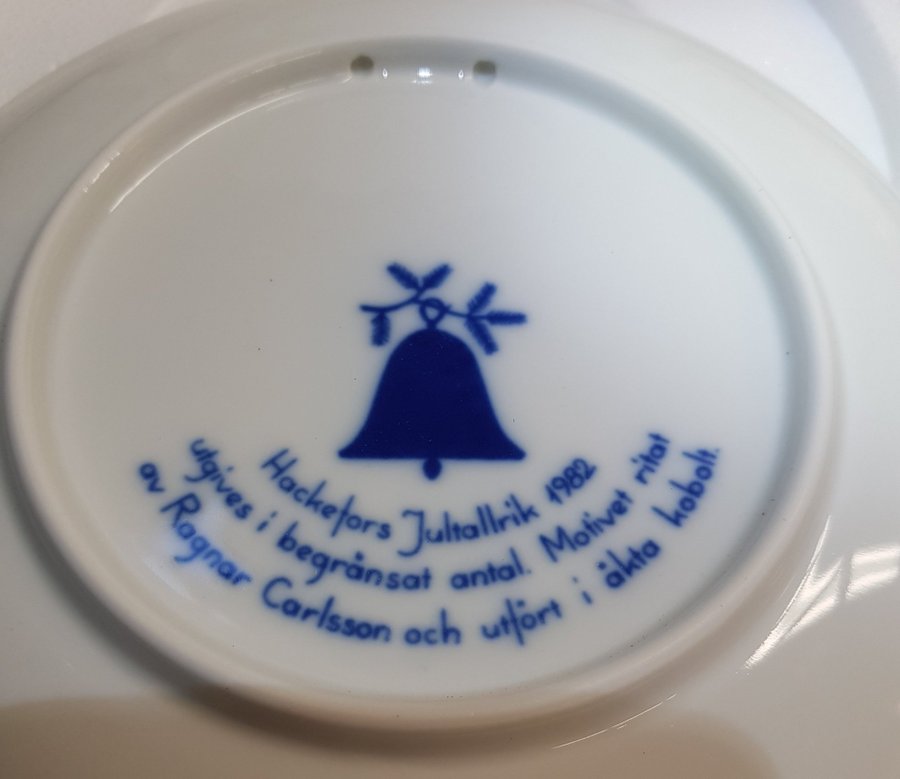 Hackefors Jultallrik 1982
utgives i begränsat antal. Motivet ritat
av Ragnar Carlsson och utfört i äkta kobolt.